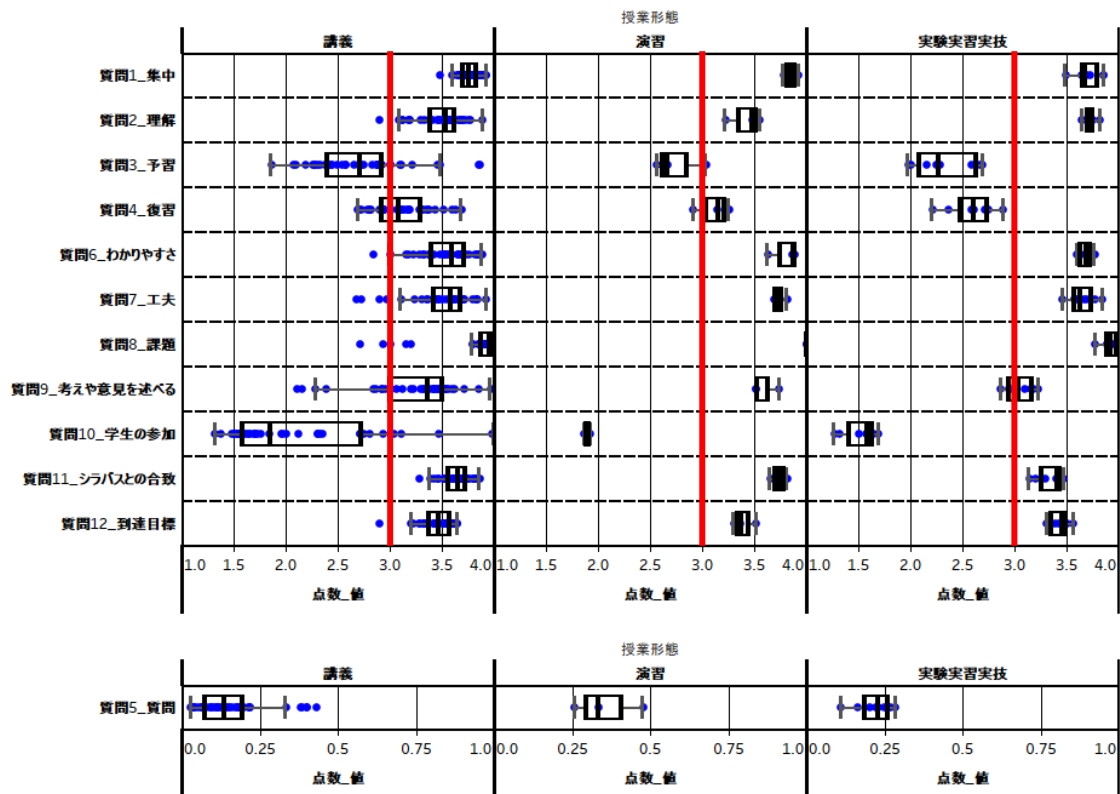 授業形態
講義 演習 実験実習実技
質問1_集中
質問2_理解
質問3_予習
質問4_復習
質問6_わかりやすさ
質問7_工夫
質問8_課題
質問9_考えや意見を述べる
質問10_学生の参加
質問11_シラバスとの合致
質問12_到達目標
1.0 1.5 2.0 2.5 3.0 3.5 4.0 1.0 1.5 2.0 2.5 3.0 3.5 4.0 1.0 1.5 2.0 2.5 3.0 3.5 4.0
点数_値 点数_値 点数_値
授業形態
講義 演習 実験実習実技
質問5_質問
0.0 0.25 0.5 0.75 1.0 0.0 0.25 0.5 0.75 1.0 0.0 0.25 0.5 0.75 1.0
点数_値 点数_値 点数_値